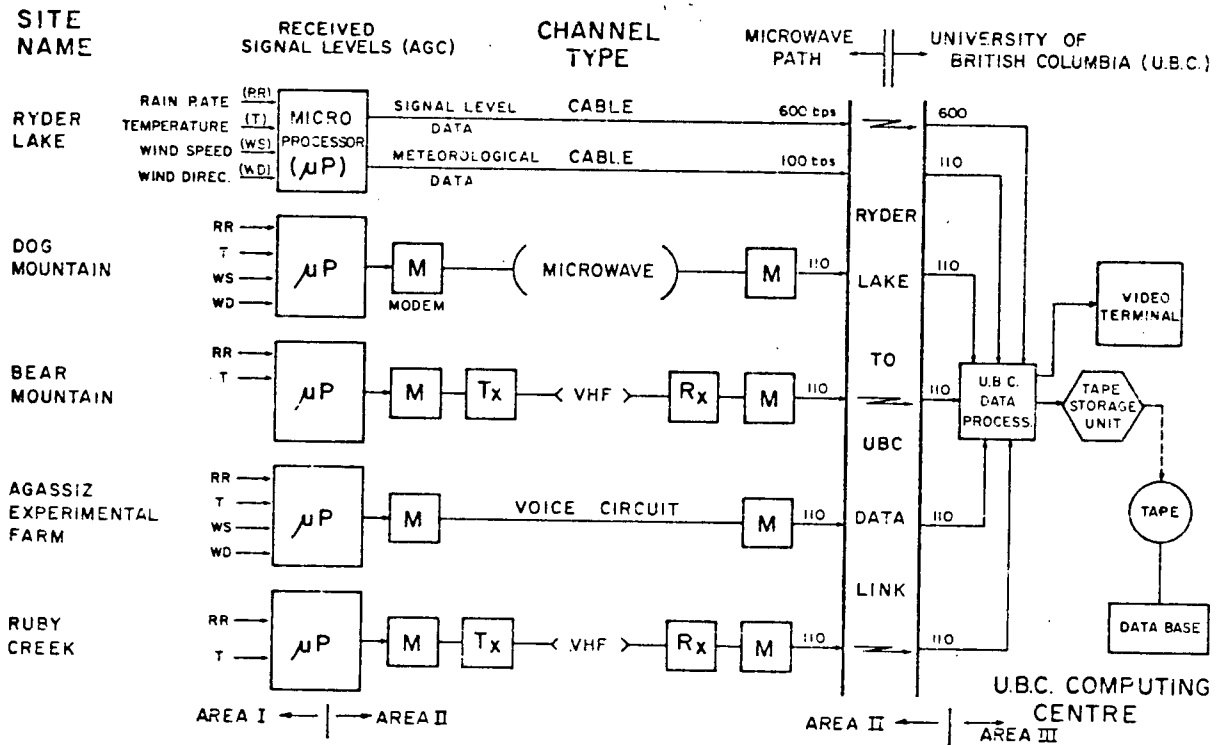 SITE NAME
RECEIVED SIGNAL LEVELS (AGC)
CHANNEL TYPE
MICROWAVE PATH
UNIVERSITY OF BRITISH COLUMBIA (U.B.C.)
RYDER LAKE
RAIN RATE (RR)
TEMPERATURE (T)
WIND SPEED (WS)
WIND DIREC. (WD)
MICRO PROCESSOR (μP)
SIGNAL LEVEL DATA
CABLE
600 bps
600
METEOROLOGICAL DATA
CABLE
100 bps
110
DOG MOUNTAIN
RR
T
WS
WD
μP
M
MODEM
MICROWAVE
M
110
110
BEAR MOUNTAIN
RR
T
μP
M
Tx
VHF
Rx
M
110
110
AGASSIZ EXPERIMENTAL FARM
RR
T
WS
WD
μP
M
VOICE CIRCUIT
M
110
110
RUBY CREEK
RR
T
μP
M
Tx
VHF
Rx
M
110
110
RYDER
LAKE
TO
UBC
DATA
LINK
U.B.C. DATA PROCESS.
VIDEO TERMINAL
TAPE STORAGE UNIT
TAPE
DATA BASE
U.B.C. COMPUTING CENTRE
AREA I
AREA II
AREA II
AREA III